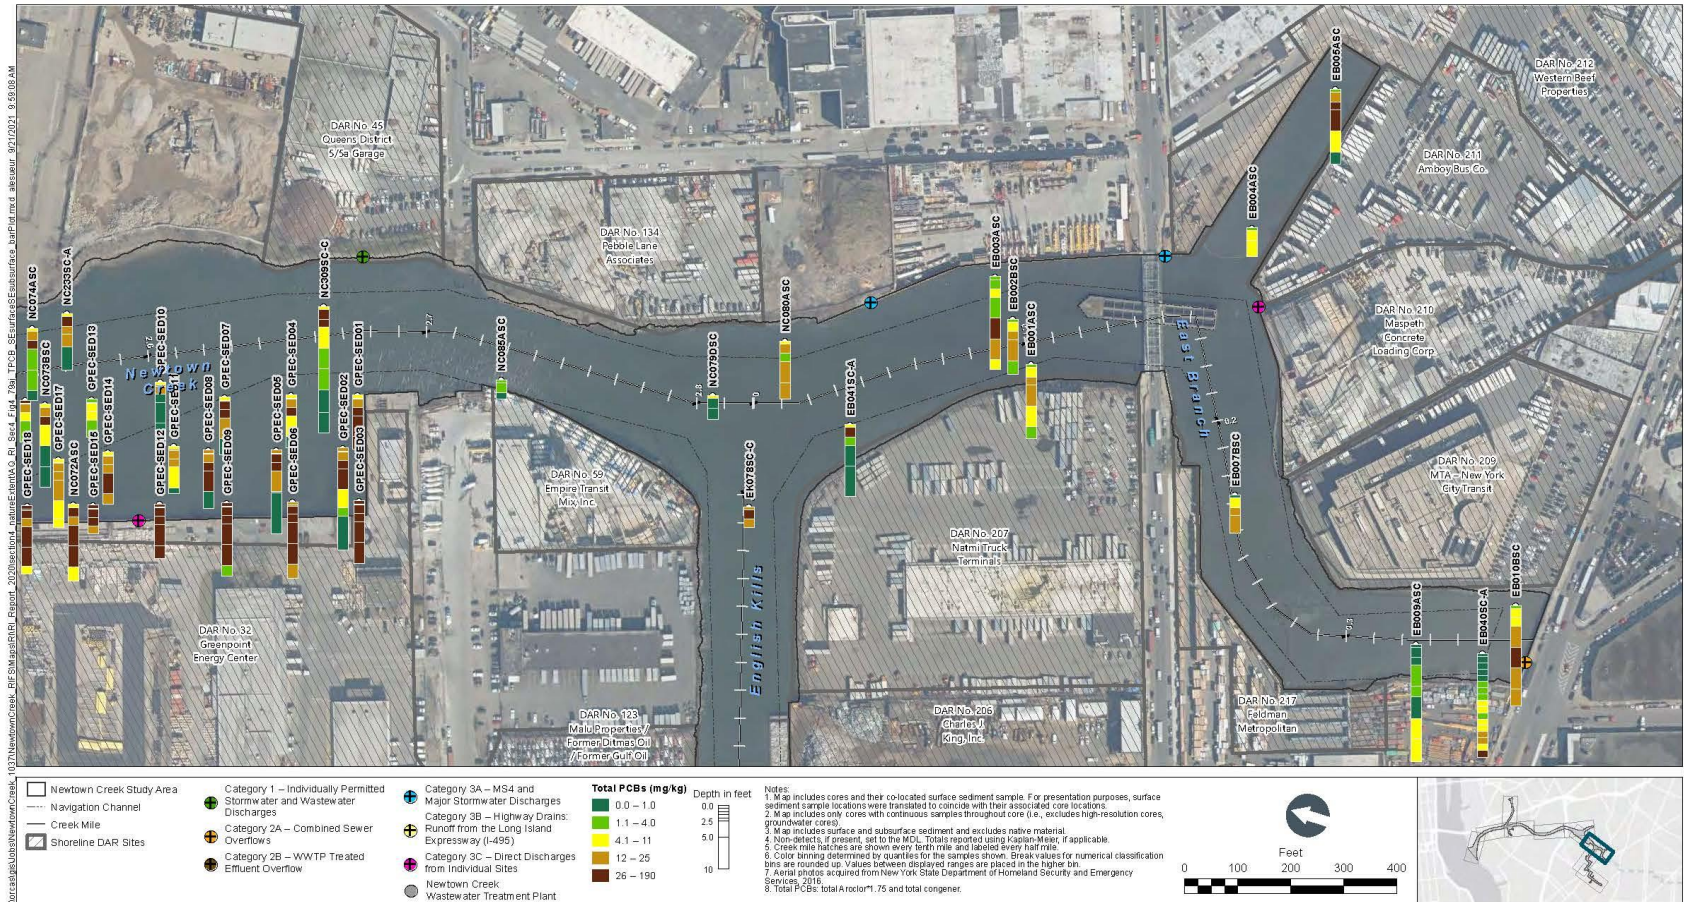 DAR No. 212
Western Beef
Properties
DAR No. 45
Queens District
5/5a Garage
DAR No. 211
Amboy Bus Co.
DAR No. 134
Pebble Lane
Associates
DAR No. 210
Maspeth
Concrete
Loading Corp
DAR No. 59
Empire Transit
Mix, Inc.
DAR No. 209
MTA – New York
City Transit
DAR No. 207
Natmi Truck
Terminals
DAR No. 32
Greenpoint
Energy Center
DAR No. 123
Malu Properties /
Former Ditmas Oil
/ Former Gulf Oil
DAR No. 206
Charles J.
King, Inc.
DAR No. 217
Feldman
Metropolitan
Newtown
Creek
East Branch
English Kills
NC074ASC
NC233SC-A
NC073BSC
GPEC-SED13
GPEC-SED17
GPEC-SED14
GPEC-SED10
GPEC-SED07
GPEC-SED04
NC309SC-C
GPEC-SED01
GPEC-SED18
NC072ASC
GPEC-SED15
GPEC-SED12
GPEC-SED08
GPEC-SED09
GPEC-SED05
GPEC-SED06
GPEC-SED02
GPEC-SED03
NC085ASC
NC079DSC
NC080ASC
EK078SC-C
EB041SC-A
EB003ASC
EB002BSC
EB001ASC
EB004ASC
EB005ASC
EB007BSC
EB009ASC
EB040SC-A
EB010BSC
2.6
2.7
2.8
0
0.2
0.3
Newtown Creek Study Area
Navigation Channel
Creek Mile
Shoreline DAR Sites
Category 1 – Individually Permitted
Stormwater and Wastewater
Discharges
Category 2A – Combined Sewer
Overflows
Category 2B – WWTP Treated
Effluent Overflow
Category 3A – MS4 and
Major Stormwater Discharges
Category 3B – Highway Drains:
Runoff from the Long Island
Expressway (I-495)
Category 3C – Direct Discharges
from Individual Sites
Newtown Creek
Wastewater Treatment Plant
Total PCBs (mg/kg)
0.0 – 1.0
1.1 – 4.0
4.1 – 11
12 – 25
26 – 190
Depth in feet
0.0
2.5
5.0
10
Notes:
1. Map includes cores and their co-located surface sediment sample. For presentation purposes, surface
sediment sample locations were translated to coincide with their associated core locations.
2. Map includes only cores with continuous samples throughout core (i.e., excludes high-resolution cores,
groundwater cores).
3. Map includes surface and subsurface sediment and excludes native material.
4. Non-detects, if present, set to the MDL. Totals reported using Kaplan-Meier, if applicable.
5. Creek mile hatches are shown every tenth mile and labeled every half mile.
6. Color binning determined by quantiles for the samples shown. Break values for numerical classification
bins are rounded up. Values between displayed ranges are placed in the higher bin.
7. Aerial photos acquired from New York State Department of Homeland Security and Emergency
Services, 2016.
8. Total PCBs: total Aroclor*1.75 and total congener.
Feet
0 100 200 300 400